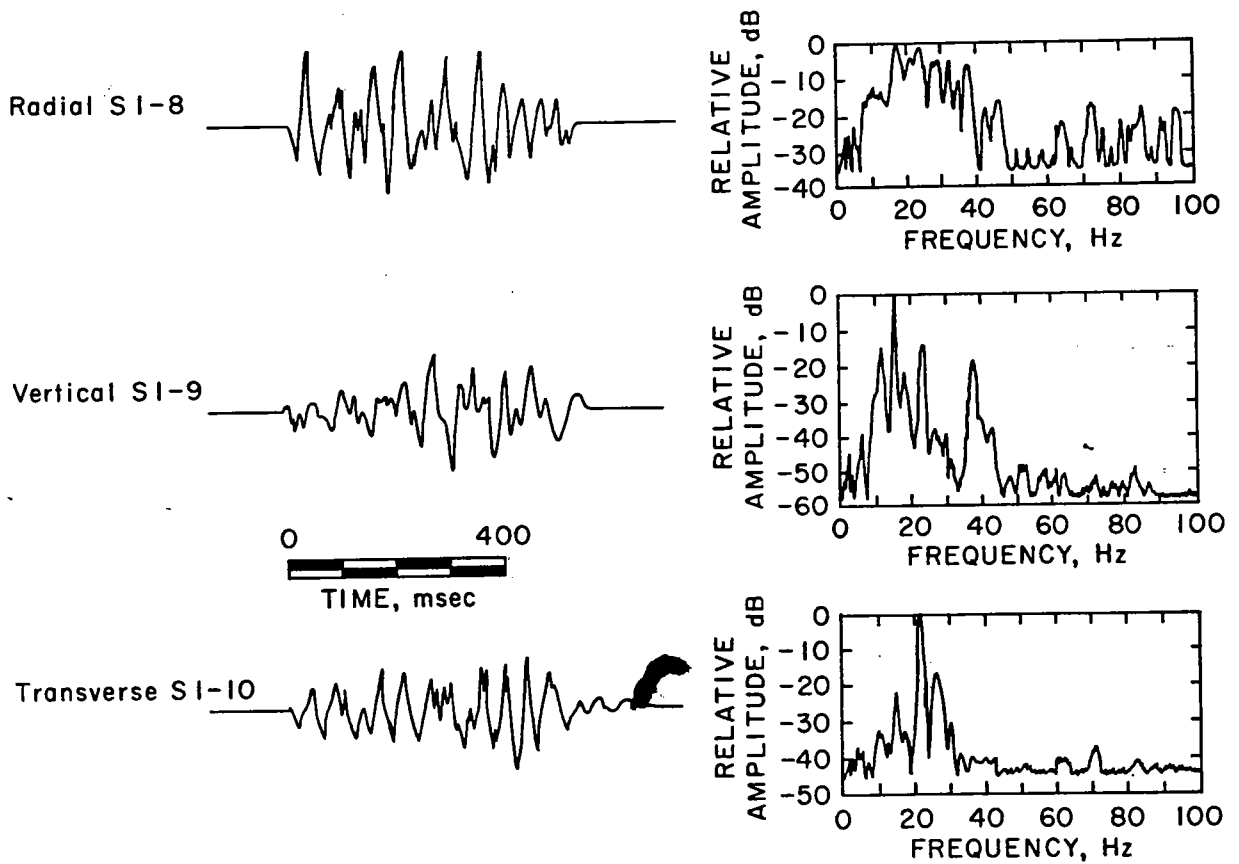 Radial SI-8
RELATIVE
AMPLITUDE, dB
0
-10
-20
-30
-40
0 20 40 60 80 100
FREQUENCY, Hz
Vertical SI-9
RELATIVE
AMPLITUDE, dB
0
-10
-20
-30
-40
-50
-60
0 20 40 60 80 100
FREQUENCY, Hz
0 400
TIME, msec
Transverse SI-10
RELATIVE
AMPLITUDE, dB
0
-10
-20
-30
-40
-50
0 20 40 60 80 100
FREQUENCY, Hz